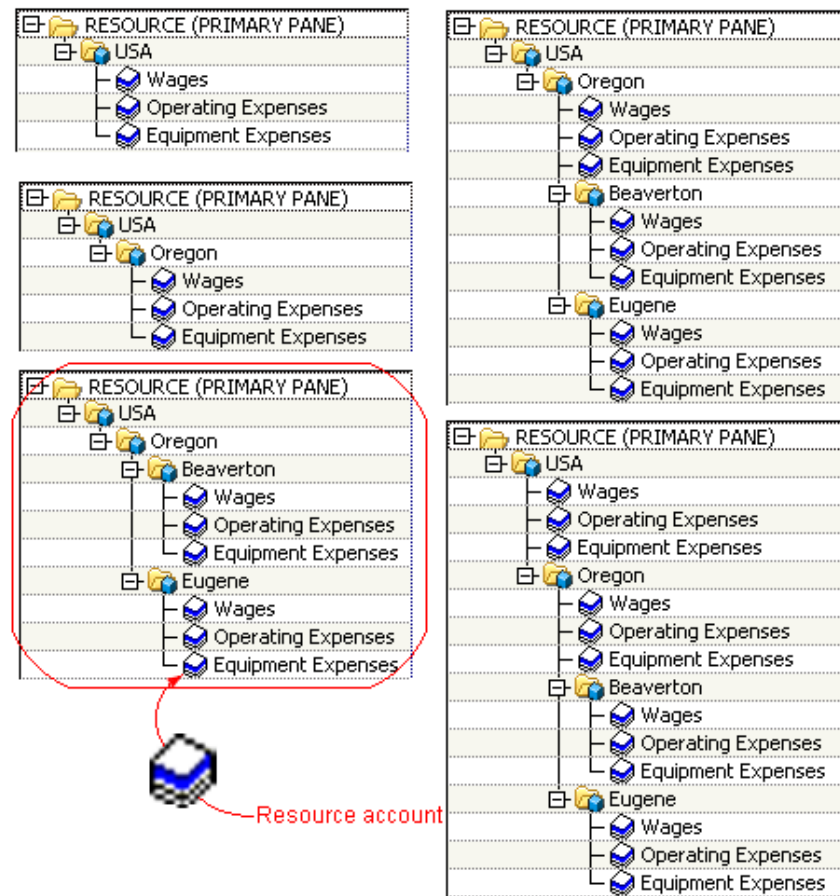 RESOURCE (PRIMARY PANE)
USA
Wages
Operating Expenses
Equipment Expenses
RESOURCE (PRIMARY PANE)
USA
Oregon
Wages
Operating Expenses
Equipment Expenses
RESOURCE (PRIMARY PANE)
USA
Oregon
Beaverton
Wages
Operating Expenses
Equipment Expenses
Eugene
Wages
Operating Expenses
Equipment Expenses
Resource account
RESOURCE (PRIMARY PANE)
USA
Oregon
Wages
Operating Expenses
Equipment Expenses
Beaverton
Wages
Operating Expenses
Equipment Expenses
Eugene
Wages
Operating Expenses
Equipment Expenses
RESOURCE (PRIMARY PANE)
USA
Wages
Operating Expenses
Equipment Expenses
Oregon
Wages
Operating Expenses
Equipment Expenses
Beaverton
Wages
Operating Expenses
Equipment Expenses
Eugene
Wages
Operating Expenses
Equipment Expenses